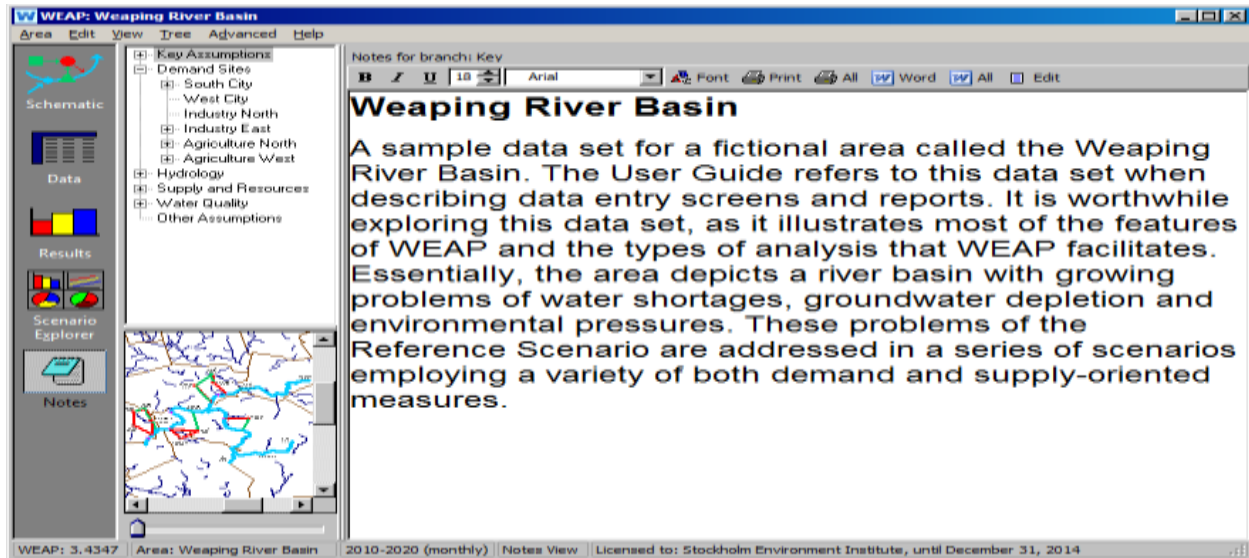 WEAP: Weaping River Basin
Area Edit View Tree Advanced Help
Schematic
Data
Results
Scenario
Explorer
Notes
Key Assumptions
Demand Sites
South City
West City
Industry North
Industry East
Agriculture North
Agriculture West
Hydrology
Supply and Resources
Water Quality
Other Assumptions
Notes for branch: Key
B I U 18 Arial Font Print All Word All Edit
Weaping River Basin
A sample data set for a fictional area called the Weaping
River Basin. The User Guide refers to this data set when
describing data entry screens and reports. It is worthwhile
exploring this data set, as it illustrates most of the features
of WEAP and the types of analysis that WEAP facilitates.
Essentially, the area depicts a river basin with growing
problems of water shortages, groundwater depletion and
environmental pressures. These problems of the
Reference Scenario are addressed in a series of scenarios
employing a variety of both demand and supply-oriented
measures.
WEAP: 3.4347 Area: Weaping River Basin 2010-2020 (monthly) Notes View Licensed to: Stockholm Environment Institute, until December 31, 2014